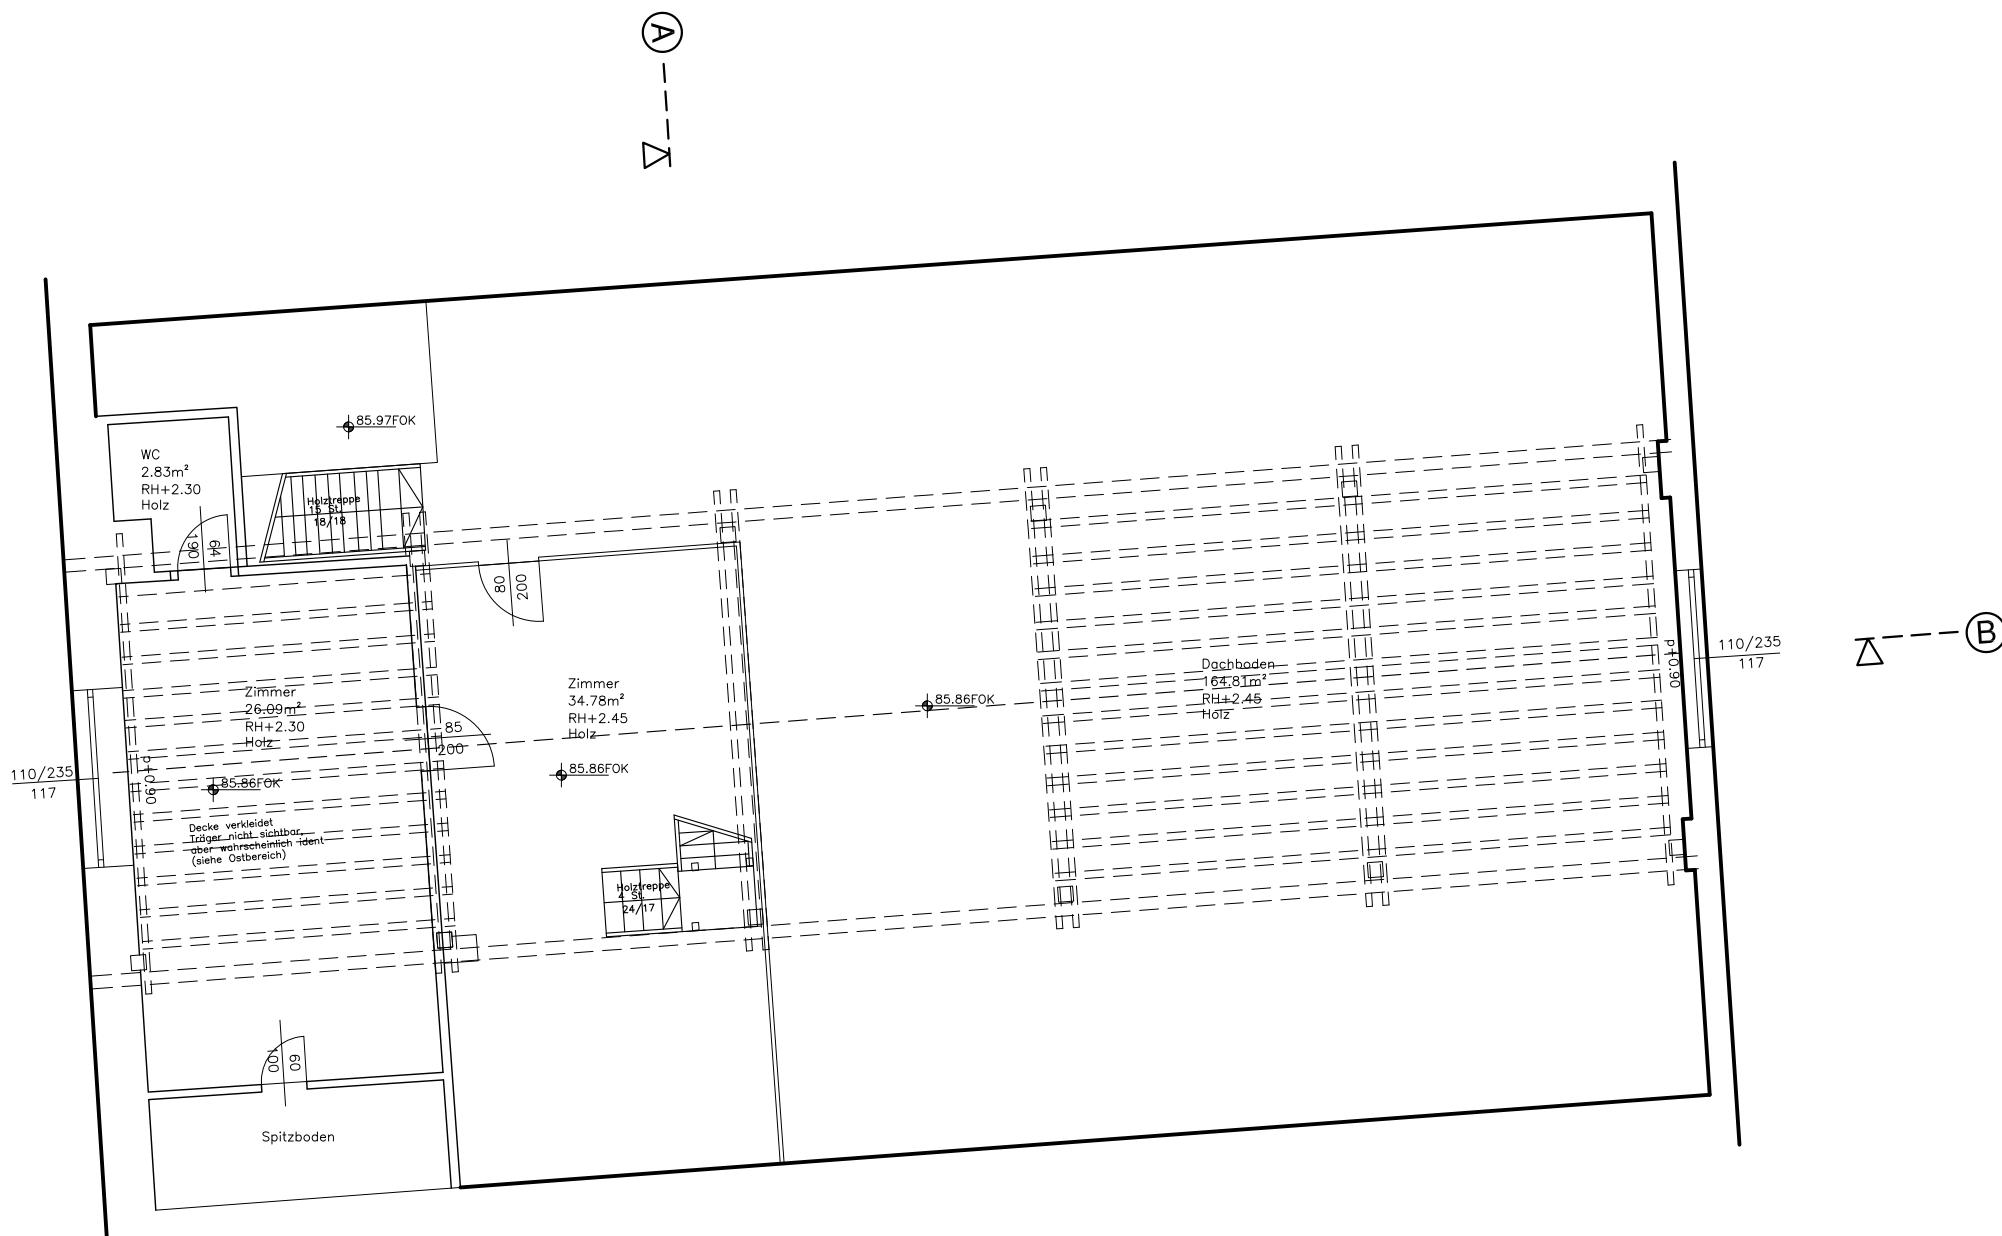 A
85.97FOK
WC
2.83m²
RH+2.30
Holz
Holztreppe
15 St.
18/18
64
190
80
200
B
110/235
117
p+0.90
Dachboden
164.81m²
RH+2.45
Holz
85.86FOK
Zimmer
34.78m²
RH+2.45
Holz
85.86FOK
Zimmer
26.09m²
RH+2.30
Holz
85
200
110/235
117
p+0.90
85.86FOK
Decke verkleidet
Träger nicht sichtbar,
aber wahrscheinlich ident
(siehe Ostbereich)
Holztreppe
4 St.
24/17
60
100
Spitzboden